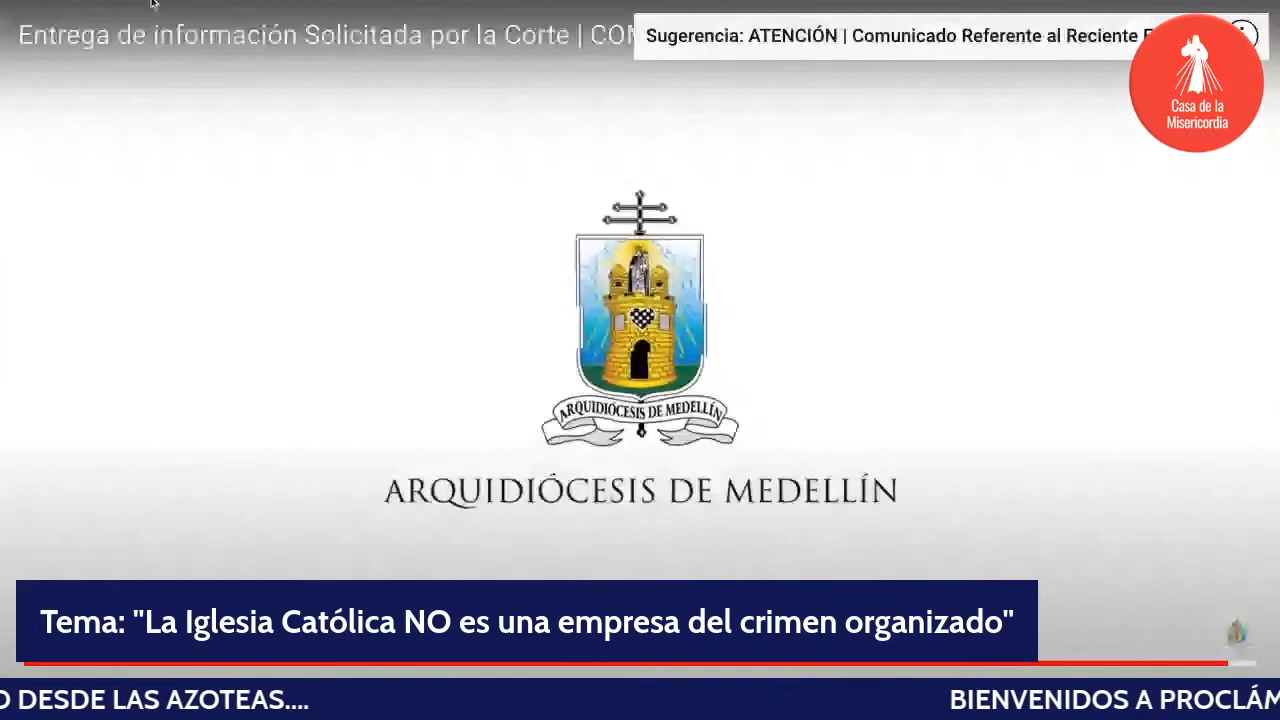 Entrega de información Solicitada por la Corte | COM
Sugerencia: ATENCIÓN | Comunicado Referente al Reciente
Casa de la
Misericordia
ARQUIDIÓCESIS DE MEDELLÍN
ARQUIDIÓCESIS DE MEDELLÍN
Tema: "La Iglesia Católica NO es una empresa del crimen organizado"
O DESDE LAS AZOTEAS.... BIENVENIDOS A PROCLÁM